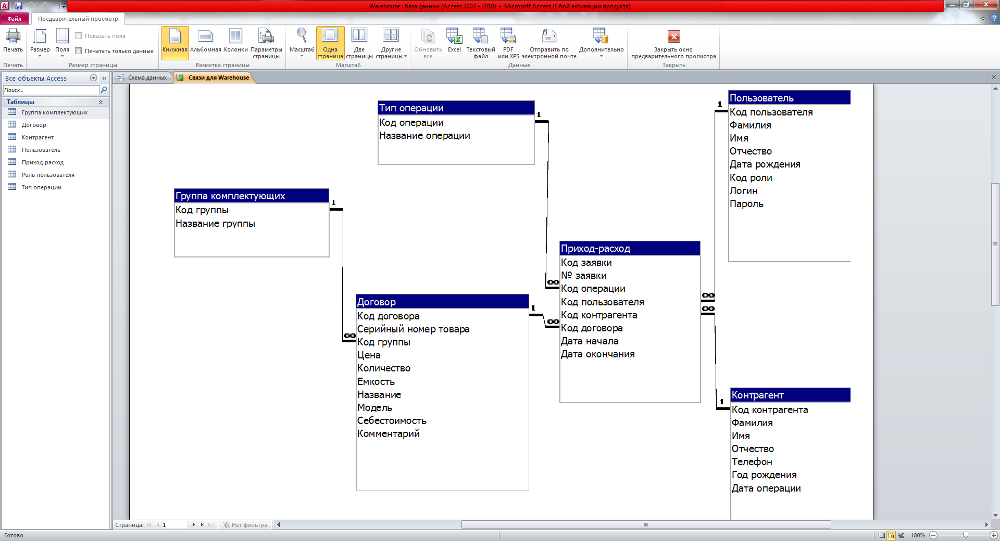 Warehouse : база данных (Access 2007 - 2010) - Microsoft Access (Сбой активации продукта)
Файл
Предварительный просмотр
Печать
Размер
Поля
Показать поля
Печатать только данные
Книжная
Альбомная
Колонки
Параметры страницы
Масштаб
Одна страница
Две страницы
Другие страницы
Обновить все
Excel
Текстовый файл
PDF или XPS
Отправить по электронной почте
Дополнительно
Закрыть окно предварительного просмотра
Печать
Размер страницы
Разметка страницы
Масштаб
Данные
Закрыть
Все объекты Access
Поиск...
Таблицы
Группа комплектующих
Договор
Контрагент
Пользователь
Приход-расход
Роль пользователя
Тип операции
Схема данных
Связи для Warehouse
Тип операции
Код операции
Название операции
1
Группа комплектующих
Код группы
Название группы
1
Договор
Код договора
Серийный номер товара
Код группы
Цена
Количество
Емкость
Название
Модель
Себестоимость
Комментарий
1
Приход-расход
Код заявки
№ заявки
Код операции
Код пользователя
Код контрагента
Код договора
Дата начала
Дата окончания
1
Пользователь
Код пользователя
Фамилия
Имя
Отчество
Дата рождения
Код роли
Логин
Пароль
1
Контрагент
Код контрагента
Фамилия
Имя
Отчество
Телефон
Год рождения
Дата операции
Страница:
1
Нет фильтра
Готово
180%